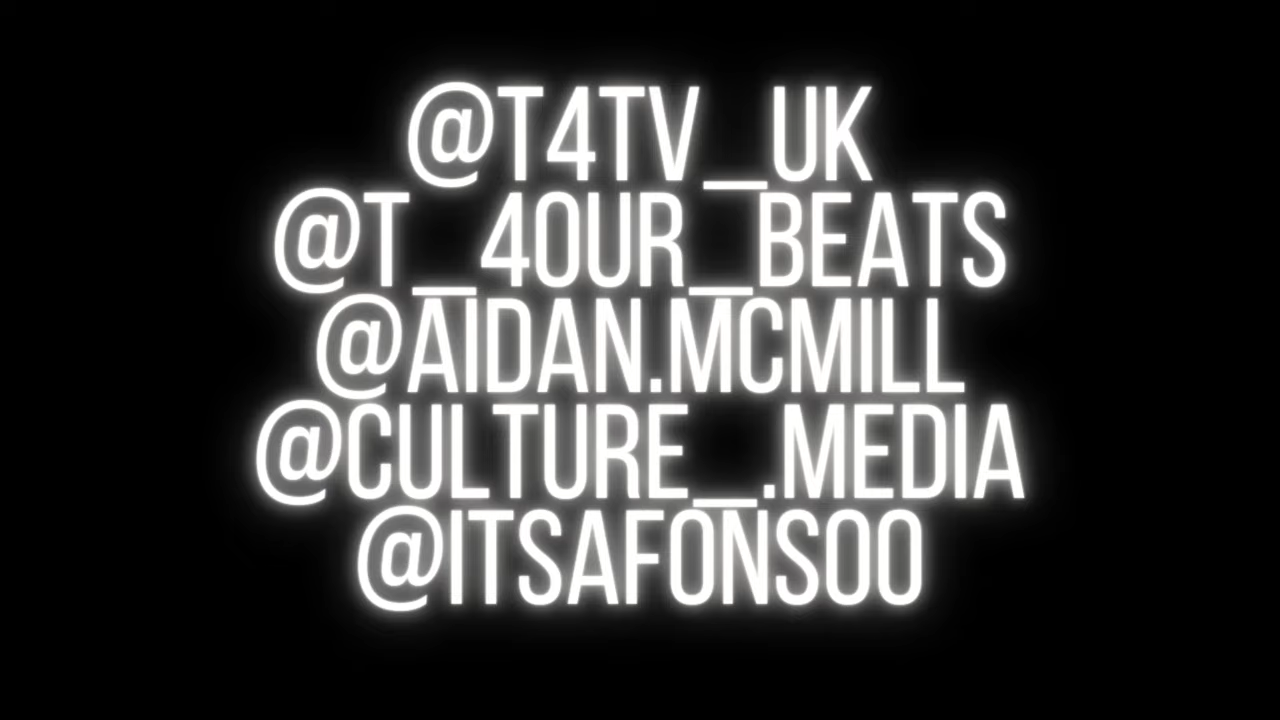 @T4TV_UK
@T_4OUR_BEATS
@AIDAN.MCMILL
@CULTURE_.MEDIA
@ITSAFONSOO